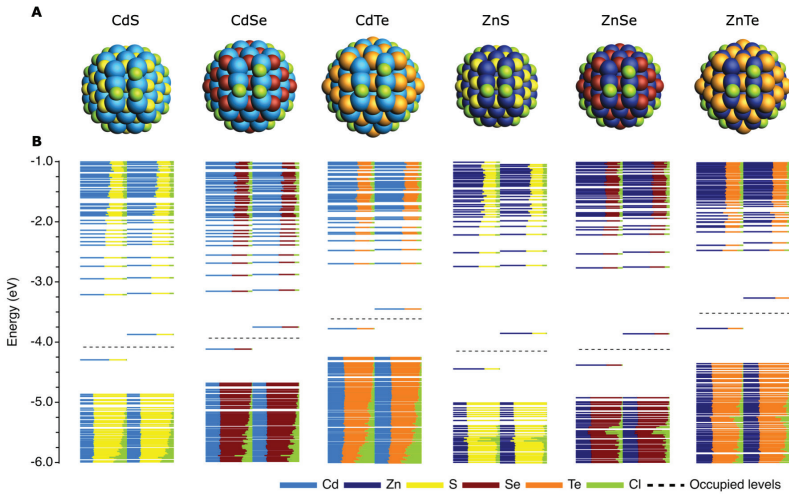 A
CdS CdSe CdTe ZnS ZnSe ZnTe
B
Energy (eV)
-1.0
-2.0
-3.0
-4.0
-5.0
-6.0
Cd Zn S Se Te Cl Occupied levels